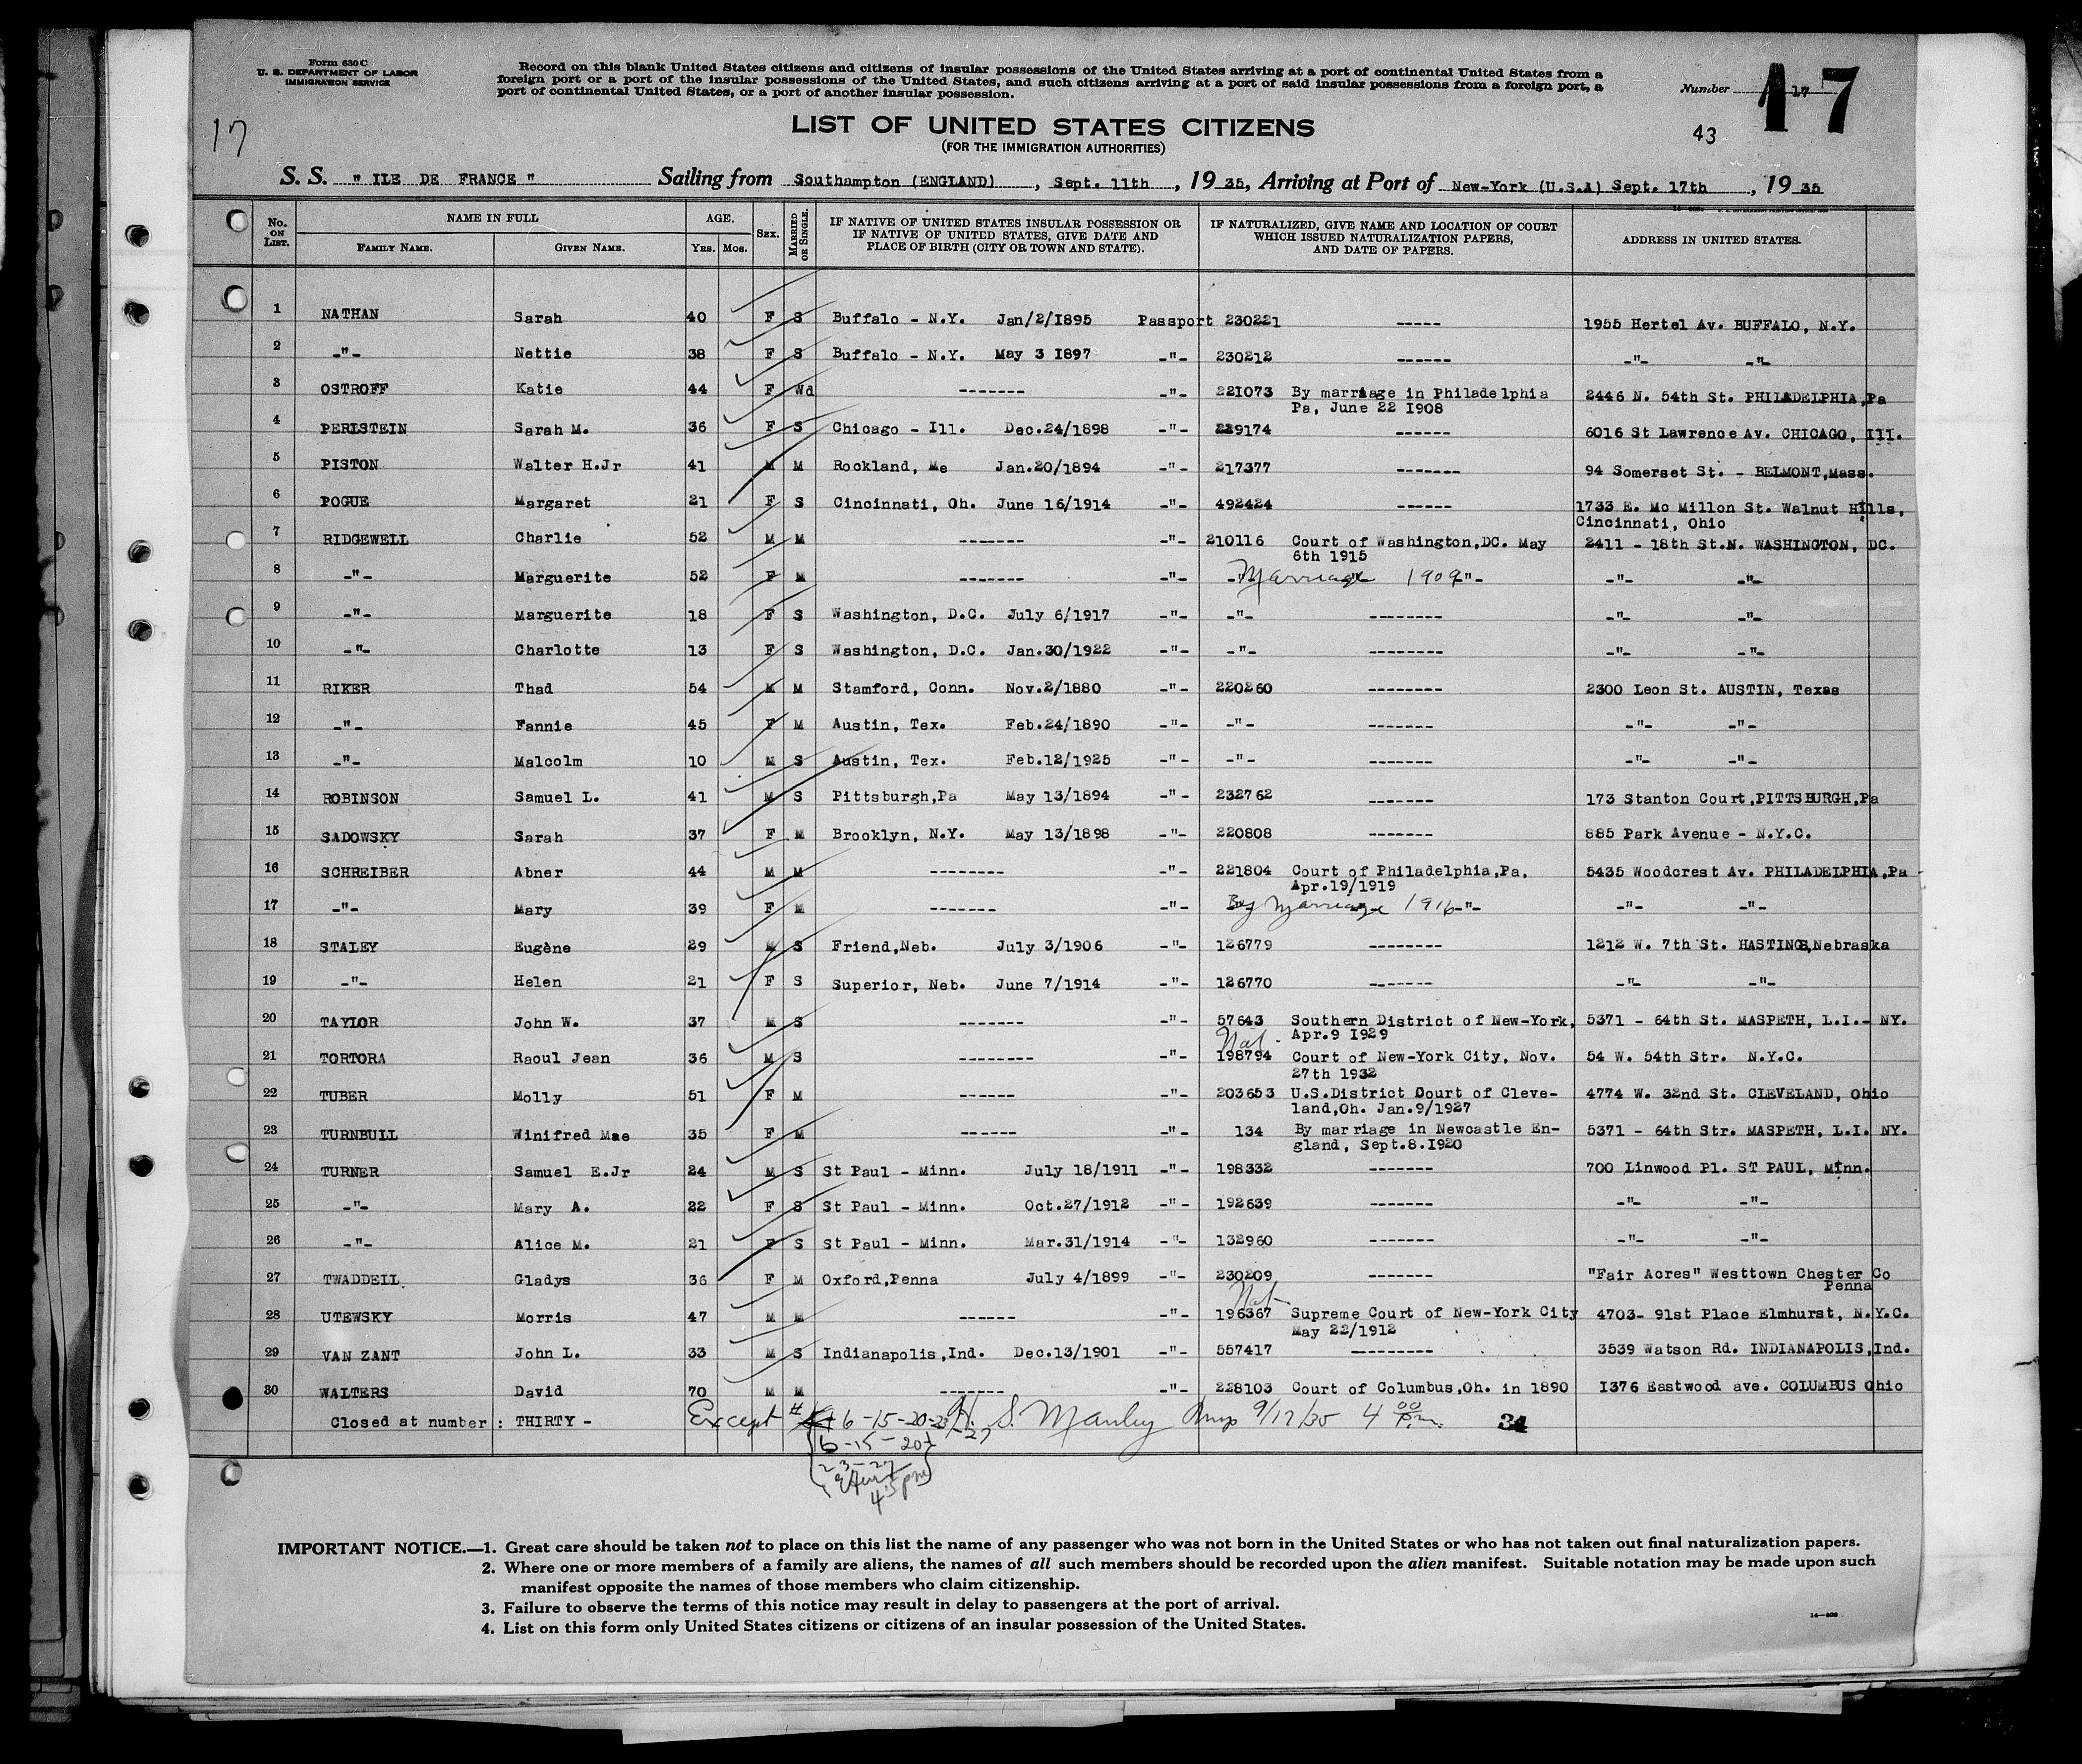 Form 630 C
U. S. DEPARTMENT OF LABOR
IMMIGRATION SERVICE
Record on this blank United States citizens and citizens of insular possessions of the United States arriving at a port of continental United States from a
foreign port or a port of the insular possessions of the United States, and such citizens arriving at a port of said insular possessions from a foreign port, a
port of continental United States, or a port of another insular possession.
Number 17
17
17
43
LIST OF UNITED STATES CITIZENS
(FOR THE IMMIGRATION AUTHORITIES)
S. S. " ILE DE FRANCE " Sailing from Southampton (ENGLAND), Sept. 11th, 19 35, Arriving at Port of New-York (U.S.A) Sept. 17th, 19 35
No. ON LIST. NAME IN FULL FAMILY NAME. GIVEN NAME. AGE. Yrs. Mos. SEX. MARRIED OR SINGLE. IF NATIVE OF UNITED STATES INSULAR POSSESSION OR IF NATIVE OF UNITED STATES, GIVE DATE AND PLACE OF BIRTH (CITY OR TOWN AND STATE). IF NATURALIZED, GIVE NAME AND LOCATION OF COURT WHICH ISSUED NATURALIZATION PAPERS, AND DATE OF PAPERS. ADDRESS IN UNITED STATES.
1 NATHAN Sarah 40 F S Buffalo - N.Y. Jan/2/1895 Passport 230221 ----- 1955 Hertel Av. BUFFALO, N.Y.
2 -"- Nettie 38 F S Buffalo - N.Y. May 3 1897 -"- 230212 ------ -"- -"-
3 OSTROFF Katie 44 F Wd ------- -"- 221073 By marriage in Philadelphia 2446 N. 54th St. PHILADELPHIA,Pa
Pa, June 22 1908
4 PERLSTEIN Sarah M. 36 F S Chicago - Ill. Dec.24/1898 -"- 229174 ------ 6016 St Lawrence Av. CHICAGO, Ill.
5 PISTON Walter H.Jr 41 M M Rockland, Me Jan.20/1894 -"- 217377 ------- 94 Somerset St. - BELMONT,Mass.
6 POGUE Margaret 21 F S Cincinnati, Oh. June 16/1914 -"- 492424 ------ 1733 E. Mc Millon St. Walnut Hills,
Cincinnati, Ohio
7 RIDGEWELL Charlie 52 M M ------- -"- 210116 Court of Washington,DC. May 2411 - 18th St.N. WASHINGTON, DC.
6th 1915
8 -"- Marguerite 52 F M ------- -"- -"- Marriage 1909 -"- -"- -"-
9 -"- Marguerite 18 F S Washington, D.C. July 6/1917 -"- -"- -------- -"- -"-
10 -"- Charlotte 13 F S Washington, D.C. Jan.30/1922 -"- -"- -------- -"- -"-
11 RIKER Thad 54 M M Stamford, Conn. Nov.2/1880 -"- 220260 -------- 2300 Leon St. AUSTIN, Texas
12 -"- Fannie 45 F M Austin, Tex. Feb.24/1890 -"- -"- ------- -"- -"-
13 -"- Malcolm 10 M S Austin, Tex. Feb.12/1925 -"- -"- ------- -"- -"-
14 ROBINSON Samuel L. 41 M S Pittsburgh,Pa May 13/1894 -"- 232762 ------- 173 Stanton Court,PITTSBURGH,Pa
15 SADOWSKY Sarah 37 F M Brooklyn, N.Y. May 13/1898 -"- 220808 ------- 885 Park Avenue - N.Y.C.
16 SCHREIBER Abner 44 M M -------- -"- 221804 Court of Philadelphia,Pa, 5435 Woodcrest Av. PHILADELPHIA,Pa
Apr.19/1919
17 -"- Mary 39 F M ------- -"- By Marriage 1916 -"- -"- -"-
18 STALEY Eugène 29 M S Friend,Neb. July 3/1906 -"- 126779 -------- 1212 W. 7th St. HASTINGS,Nebraska
19 -"- Helen 21 F S Superior, Neb. June 7/1914 -"- 126770 ------- -"- -"-
20 TAYLOR John W. 37 M S ------- -"- 57643 Southern District of New-York, 5371 - 64th St. MASPETH, L.I.- NY.
Apr.9 1929
Nat.
21 TORTORA Raoul Jean 36 M S -------- -"- 198794 Court of New-York City, Nov. 54 W. 54th Str. N.Y.C.
27th 1932
22 TUBER Molly 51 F M ------ -"- 203653 U.S.District Court of Cleve- 4774 W. 32nd St. CLEVELAND, Ohio
land,Oh. Jan.9/1927
23 TURNBULL Winifred Mae 35 F M ------ -"- 134 By marriage in Newcastle En- 5371 - 64th Str. MASPETH, L.I. NY.
gland, Sept.8.1920
24 TURNER Samuel E.Jr 24 M S St Paul - Minn. July 18/1911 -"- 198332 ------- 700 Linwood Pl. ST PAUL, Minn.
25 -"- Mary A. 22 F S St Paul - Minn. Oct.27/1912 -"- 192639 ------- -"- -"-
26 -"- Alice M. 21 F S St Paul - Minn. Mar.31/1914 -"- 132960 ------- -"- -"-
27 TWADDELL Gladys 36 F M Oxford,Penna July 4/1899 -"- 230209 ------- "Fair Acres" Westtown Chester Co
Penna
Nat
28 UTEWSKY Morris 47 M M ------ -"- 196367 Supreme Court of New-York City 4703- 91st Place Elmhurst, N.Y.C.
May 22/1912
29 VAN ZANT John L. 33 M S Indianapolis,Ind. Dec.13/1901 -"- 557417 --------- 3539 Watson Rd. INDIANAPOLIS,Ind.
30 WALTERS David 70 M M ------- -"- 228103 Court of Columbus,Oh. in 1890 1376 Eastwood ave. COLUMBUS Ohio
Closed at number : THIRTY - Except # 6 -15-20-23 -27 S. Manley Insp 9/17/35 4 00 P.m. 34
6 -15 - 20 +
23 - 27
4.5 pm
IMPORTANT NOTICE.—1. Great care should be taken not to place on this list the name of any passenger who was not born in the United States or who has not taken out final naturalization papers.
2. Where one or more members of a family are aliens, the names of all such members should be recorded upon the alien manifest. Suitable notation may be made upon such
manifest opposite the names of those members who claim citizenship.
3. Failure to observe the terms of this notice may result in delay to passengers at the port of arrival.
4. List on this form only United States citizens or citizens of an insular possession of the United States.